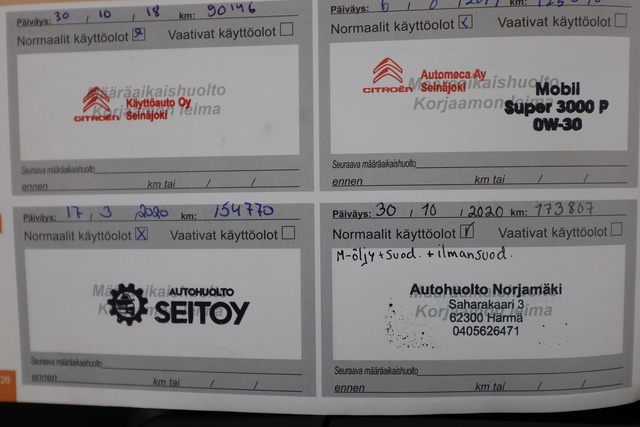 Päiväys: 30 / 10 / 18 km: 90146
Normaalit käyttöolot x Vaativat käyttöolot
Määräaikaishuolto
Korjaamon leima
CITROËN
Käyttöauto Oy
Seinäjoki
Seuraava määräaikaishuolto
ennen km tai / /
Päiväys: km:
Normaalit käyttöolot x Vaativat käyttöolot
Määräaikaishuolto
Korjaamon leima
CITROËN
Automeca Ay
Seinäjoki
Mobil
Super 3000 P
0W-30
Seuraava määräaikaishuolto
ennen km tai / /
Päiväys: 17 / 3 / 2020 km: 154770
Normaalit käyttöolot x Vaativat käyttöolot
Määräaikaishuolto
Korjaamon leima
AUTOHUOLTO
SEITOY
Seuraava määräaikaishuolto
ennen km tai / /
Päiväys: 30 / 10 / 2020 km: 173807
Normaalit käyttöolot Vaativat käyttöolot
M-öljy + suod. + ilmansuod.
Määräaikaishuolto
Korjaamon leima
Autohuolto Norjamäki
Saharakaari 3
62300 Härmä
0405626471
Seuraava määräaikaishuolto
ennen km tai / /
26